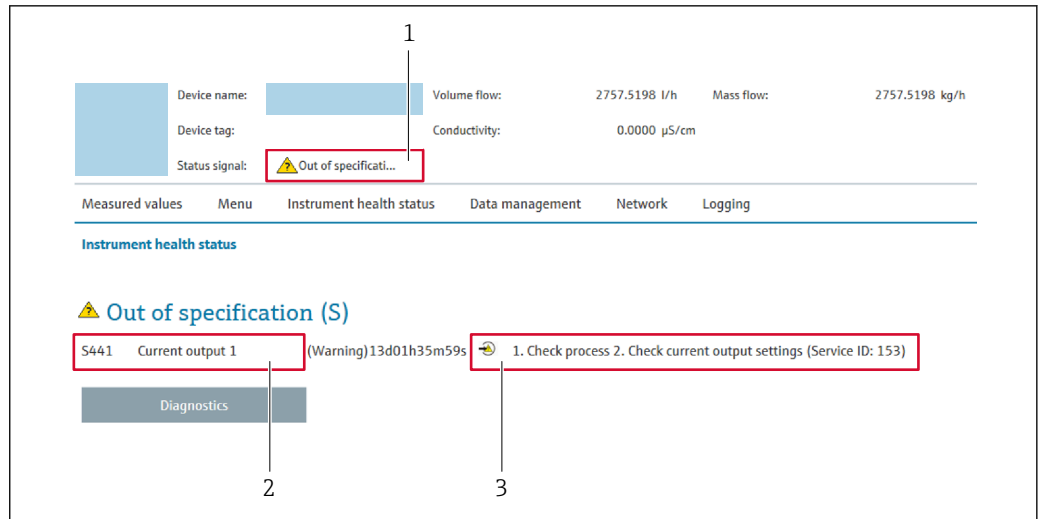 1
Device name: Volume flow: 2757.5198 l/h Mass flow: 2757.5198 kg/h
Device tag: Conductivity: 0.0000 µS/cm
Status signal: Out of specificati...
Measured values Menu Instrument health status Data management Network Logging
Instrument health status
Out of specification (S)
S441 Current output 1 (Warning)13d01h35m59s 1. Check process 2. Check current output settings (Service ID: 153)
Diagnostics
2 3